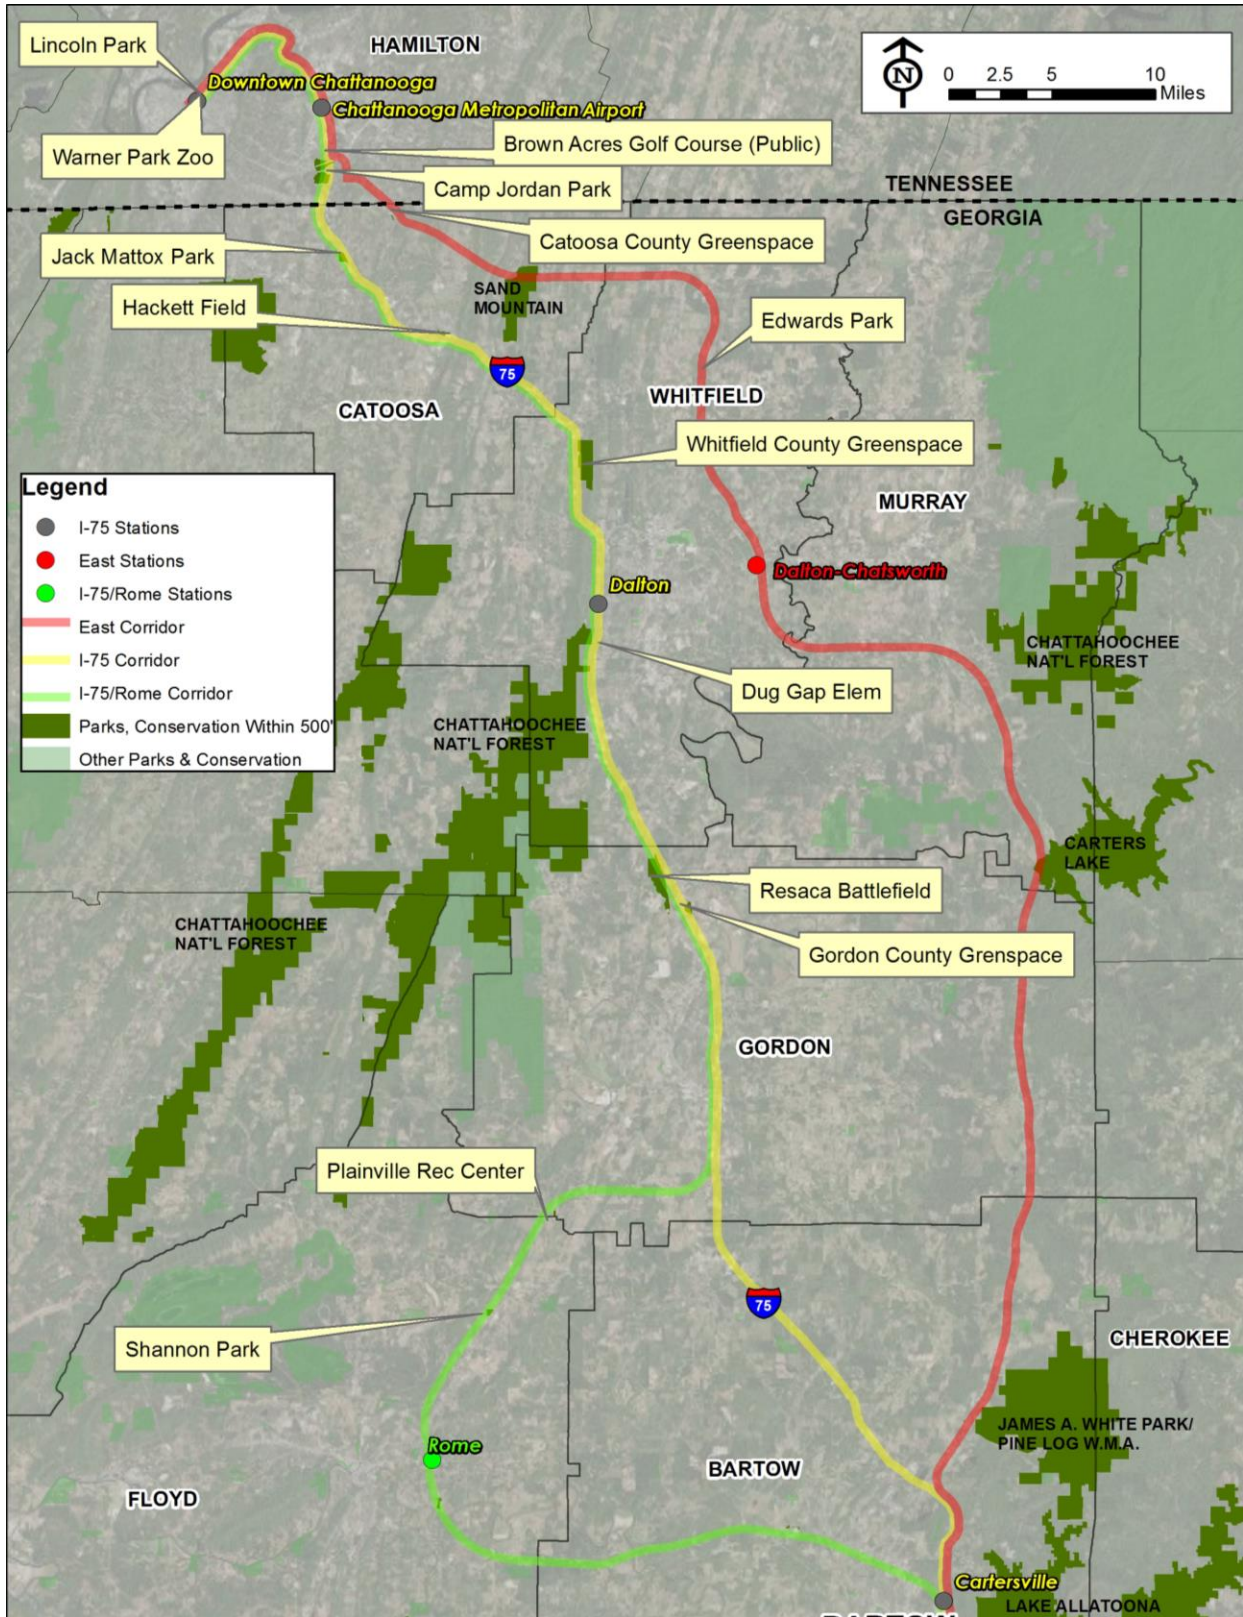 Lincoln Park
HAMILTON
Downtown Chattanooga
Chattanooga Metropolitan Airport
Warner Park Zoo
Brown Acres Golf Course (Public)
Camp Jordan Park
N
0 2.5 5 10
Miles
TENNESSEE
GEORGIA
Catoosa County Greenspace
Jack Mattox Park
Hackett Field
SAND
MOUNTAIN
Edwards Park
75
CATOOSA
WHITFIELD
Whitfield County Greenspace
MURRAY
Legend
I-75 Stations
East Stations
I-75/Rome Stations
East Corridor
I-75 Corridor
I-75/Rome Corridor
Parks, Conservation Within 500'
Other Parks & Conservation
Dalton-Chatsworth
Dalton
CHATTAHOOCHEE
NAT'L FOREST
Dug Gap Elem
CHATTAHOOCHEE
NAT'L FOREST
CARTERS
LAKE
Resaca Battlefield
CHATTAHOOCHEE
NAT'L FOREST
Gordon County Grenspace
GORDON
Plainville Rec Center
75
Shannon Park
CHEROKEE
JAMES A. WHITE PARK/
PINE LOG W.M.A.
Rome
BARTOW
FLOYD
Cartersville
LAKE ALLATOONA